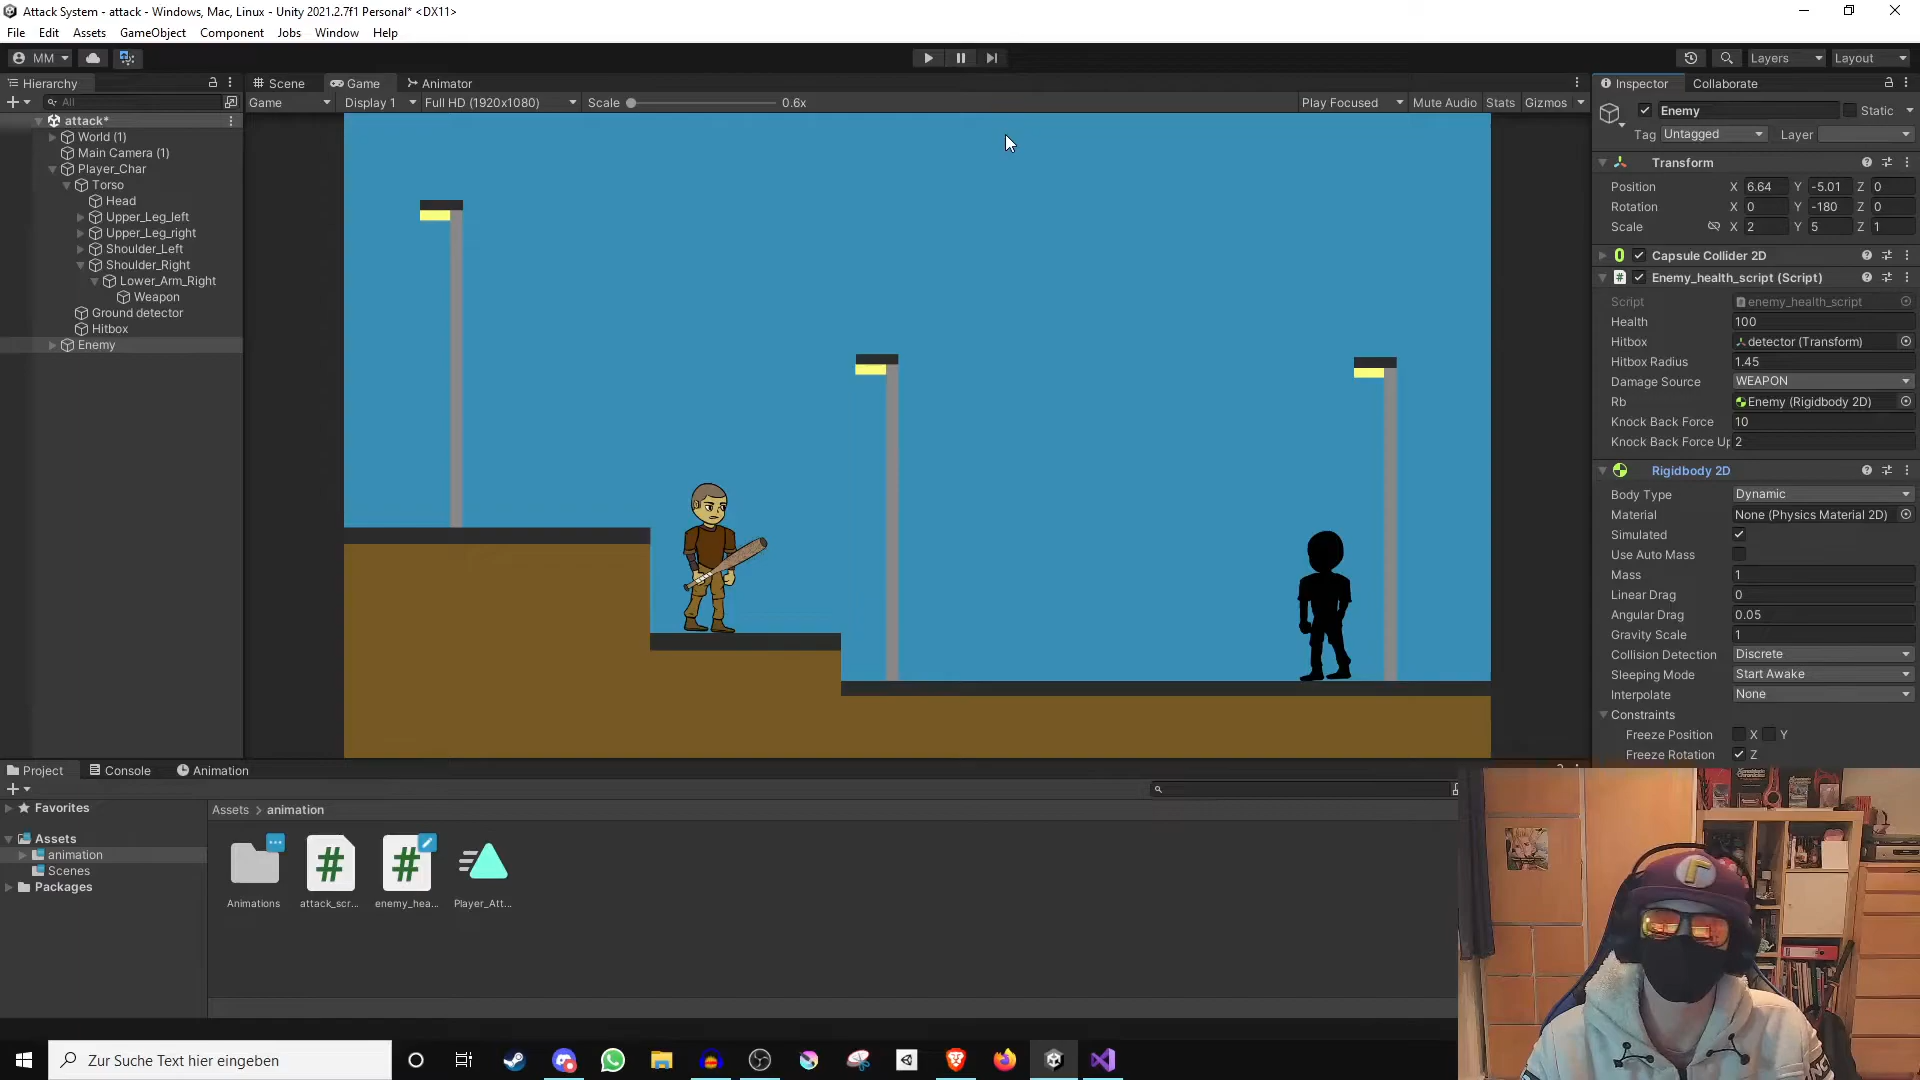 Attack System - attack - Windows, Mac, Linux - Unity 2021.2.7f1 Personal* <DX11>
File Edit Assets GameObject Component Jobs Window Help
MM
Layers Layout
Hierarchy
Scene Game Animator
Inspector Collaborate
All
Game Display 1 Full HD (1920x1080) Scale 0.6x Play Focused Mute Audio Stats Gizmos
attack*
World (1)
Main Camera (1)
Player_Char
Torso
Head
Upper_Leg_left
Upper_Leg_right
Shoulder_Left
Shoulder_Right
Lower_Arm_Right
Weapon
Ground detector
Hitbox
Enemy
Enemy Static
Tag Untagged Layer
Transform
Position X 6.64 Y -5.01 Z 0
Rotation X 0 Y -180 Z 0
Scale X 2 Y 5 Z 1
Capsule Collider 2D
# Enemy_health_script (Script)
Script enemy_health_script
Health 100
Hitbox detector (Transform)
Hitbox Radius 1.45
Damage Source WEAPON
Rb Enemy (Rigidbody 2D)
Knock Back Force 10
Knock Back Force Up 2
Rigidbody 2D
Body Type Dynamic
Material None (Physics Material 2D)
Simulated
Use Auto Mass
Mass 1
Linear Drag 0
Angular Drag 0.05
Gravity Scale 1
Collision Detection Discrete
Sleeping Mode Start Awake
Interpolate None
Constraints
Freeze Position X Y
Freeze Rotation Z
Project Console Animation
Favorites
Assets
animation
Scenes
Packages
Assets > animation
Animations
attack_scr...
enemy_hea...
Player_Att...
Zur Suche Text hier eingeben